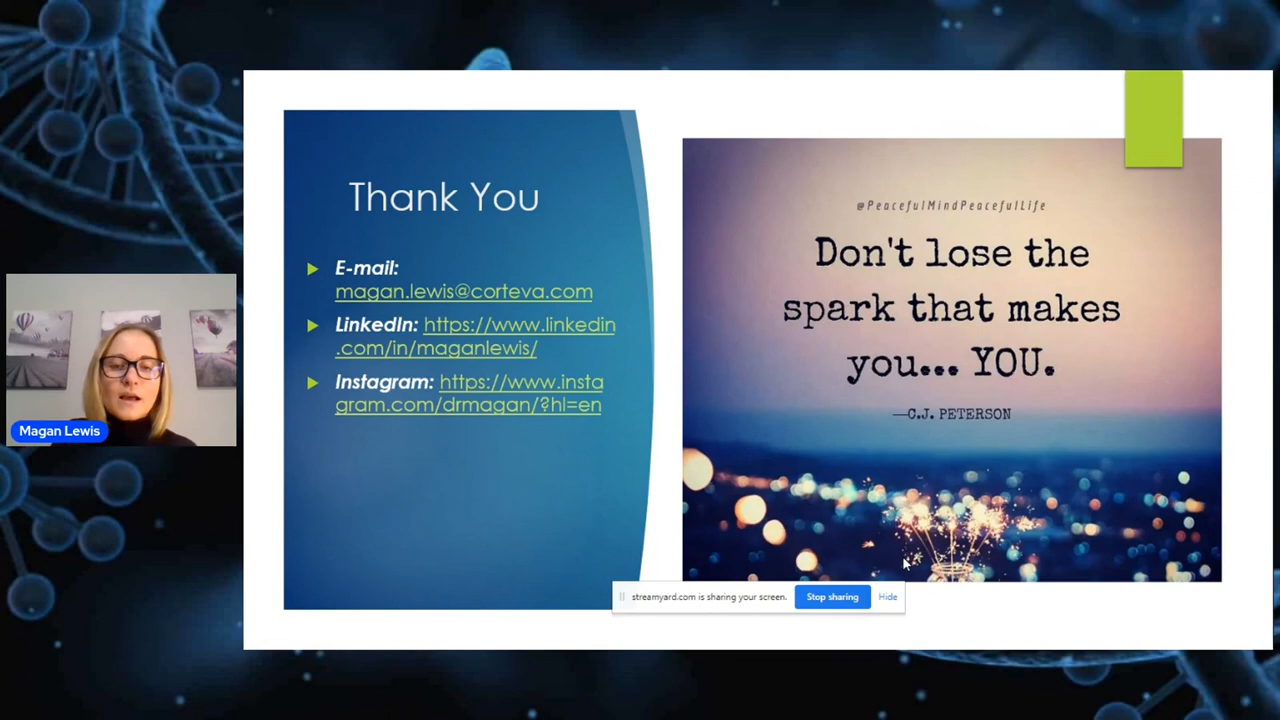 Thank You
E-mail:
magan.lewis@corteva.com
LinkedIn: https://www.linkedin
.com/in/maganlewis/
Instagram: https://www.insta
gram.com/drmagan/?hl=en
@PeacefulMindPeacefulLife
Don't lose the
spark that makes
you... YOU.
—C.J. PETERSON
Magan Lewis
streamyard.com is sharing your screen. Stop sharing Hide